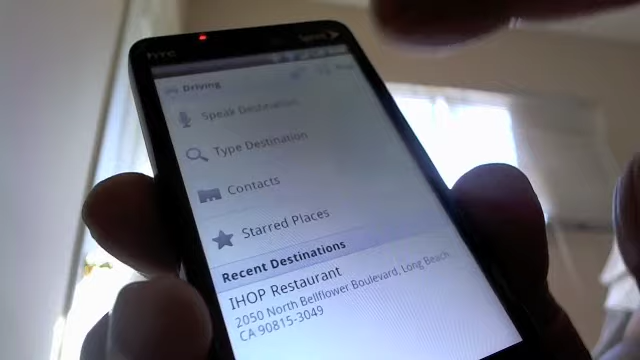 hTC
Sprint
Driving
Speak Destination
Type Destination
Contacts
Starred Places
Recent Destinations
IHOP Restaurant
2050 North Bellflower Boulevard, Long Beach
CA 90815-3049